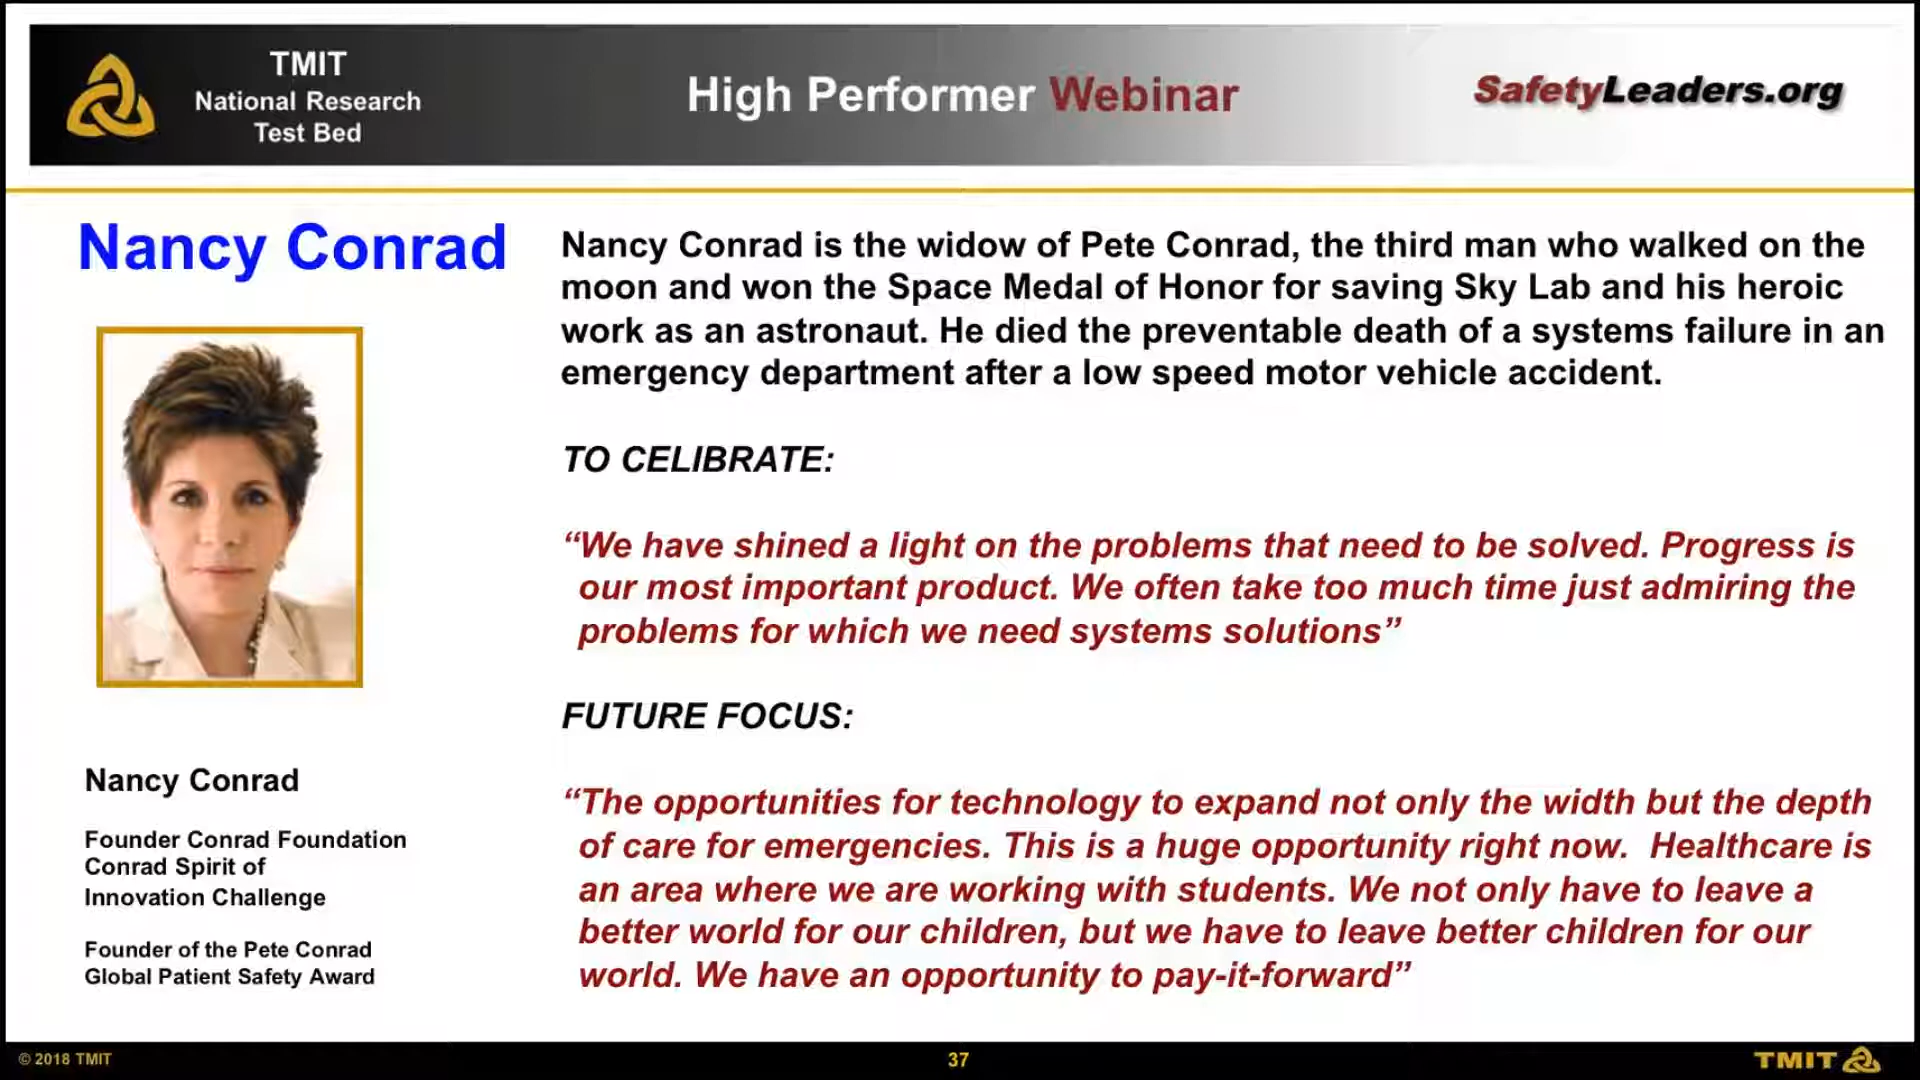 TMIT
National Research
Test Bed
High Performer Webinar
SafetyLeaders.org
Nancy Conrad
Nancy Conrad is the widow of Pete Conrad, the third man who walked on the
moon and won the Space Medal of Honor for saving Sky Lab and his heroic
work as an astronaut. He died the preventable death of a systems failure in an
emergency department after a low speed motor vehicle accident.
TO CELIBRATE:
“We have shined a light on the problems that need to be solved. Progress is
our most important product. We often take too much time just admiring the
problems for which we need systems solutions”
FUTURE FOCUS:
“The opportunities for technology to expand not only the width but the depth
of care for emergencies. This is a huge opportunity right now.  Healthcare is
an area where we are working with students. We not only have to leave a
better world for our children, but we have to leave better children for our
world. We have an opportunity to pay-it-forward”
Nancy Conrad
Founder Conrad Foundation
Conrad Spirit of
Innovation Challenge
Founder of the Pete Conrad
Global Patient Safety Award
© 2018 TMIT
37
TMIT